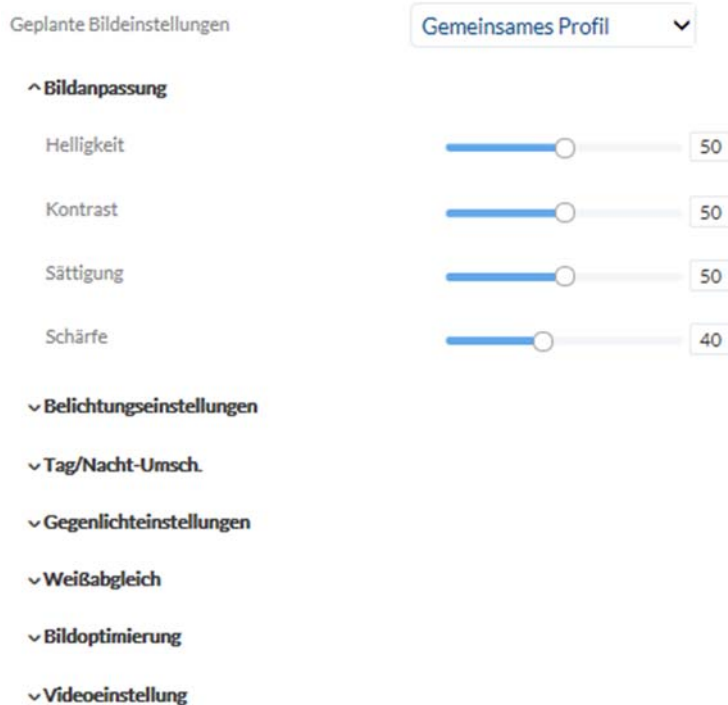 Geplante Bildeinstellungen Gemeinsames Profil
Bildanpassung
Helligkeit 50
Kontrast 50
Sättigung 50
Schärfe 40
Belichtungseinstellungen
Tag/Nacht-Umsch.
Gegenlichteinstellungen
Weißabgleich
Bildoptimierung
Videoeinstellung